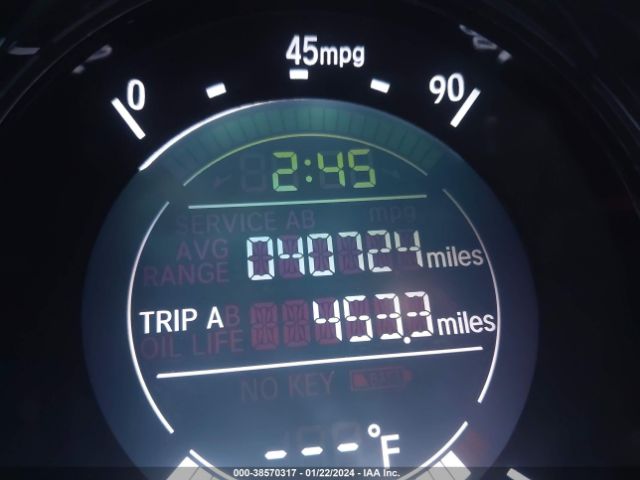 45mpg
0 90
2:45
SERVICE AB mpg
AVG
RANGE 040724 miles
TRIP A B 453.3 miles
OIL LIFE
NO KEY BATT
---°F
000-38570317 - 01/22/2024 - IAA Inc.